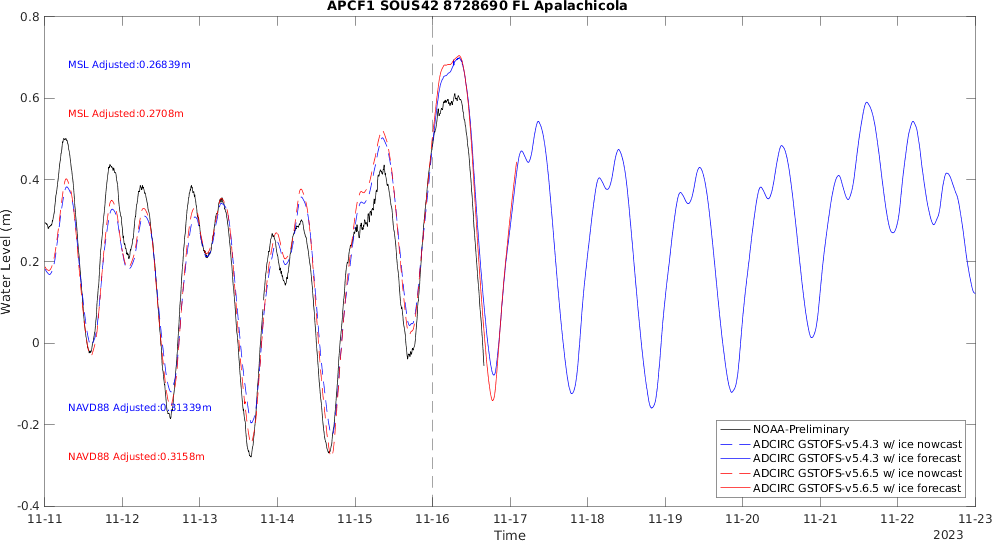 APCF1 SOUS42 8728690 FL Apalachicola
0.8
0.6
0.4
0.2
0
-0.2
-0.4
Water Level (m)
MSL Adjusted:0.26839m
MSL Adjusted:0.2708m
NAVD88 Adjusted:0.31339m
NAVD88 Adjusted:0.3158m
NOAA-Preliminary
ADCIRC GSTOFS-v5.4.3 w/ ice nowcast
ADCIRC GSTOFS-v5.4.3 w/ ice forecast
ADCIRC GSTOFS-v5.6.5 w/ ice nowcast
ADCIRC GSTOFS-v5.6.5 w/ ice forecast
11-11 11-12 11-13 11-14 11-15 11-16 11-17 11-18 11-19 11-20 11-21 11-22 11-23
Time
2023